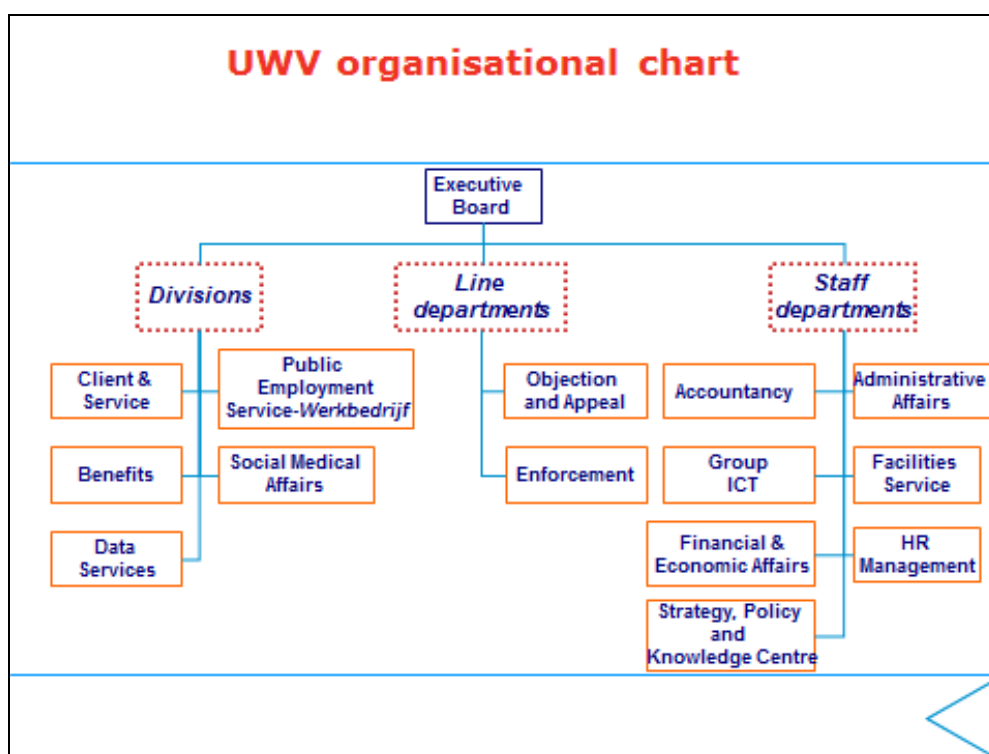 UWV organisational chart
Executive
Board
Divisions
Line
departments
Staff
departments
Client &
Service
Public
Employment
Service-Werkbedrijf
Benefits
Social Medical
Affairs
Data
Services
Objection
and Appeal
Enforcement
Accountancy
Administrative
Affairs
Group
ICT
Facilities
Service
Financial &
Economic Affairs
HR
Management
Strategy, Policy
and
Knowledge Centre